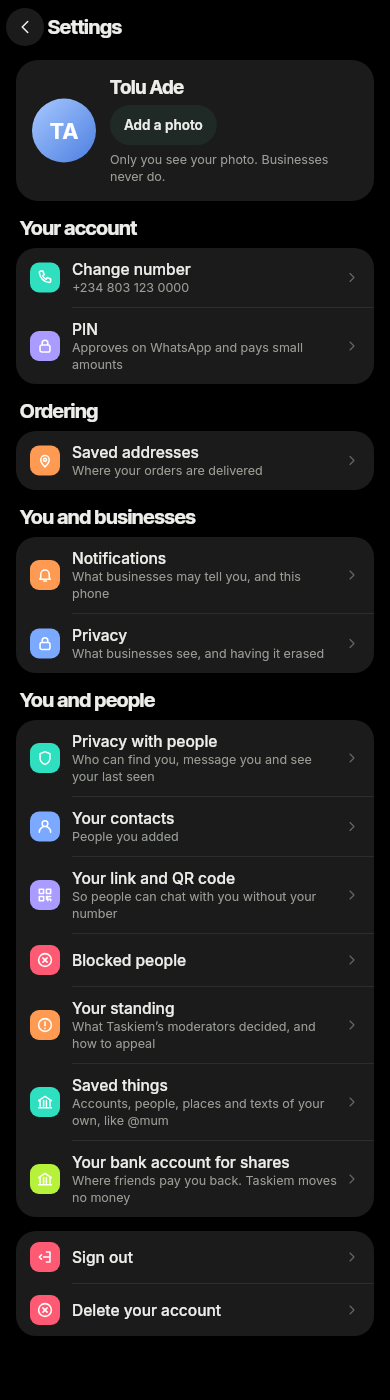 Settings
TA
Tolu Ade
Add a photo
Only you see your photo. Businesses
never do.
Your account
Change number
+234 803 123 0000
PIN
Approves on WhatsApp and pays small
amounts
Ordering
Saved addresses
Where your orders are delivered
You and businesses
Notifications
What businesses may tell you, and this
phone
Privacy
What businesses see, and having it erased
You and people
Privacy with people
Who can find you, message you and see
your last seen
Your contacts
People you added
Your link and QR code
So people can chat with you without your
number
Blocked people
Your standing
What Taskiem’s moderators decided, and
how to appeal
Saved things
Accounts, people, places and texts of your
own, like @mum
Your bank account for shares
Where friends pay you back. Taskiem moves
no money
Sign out
Delete your account